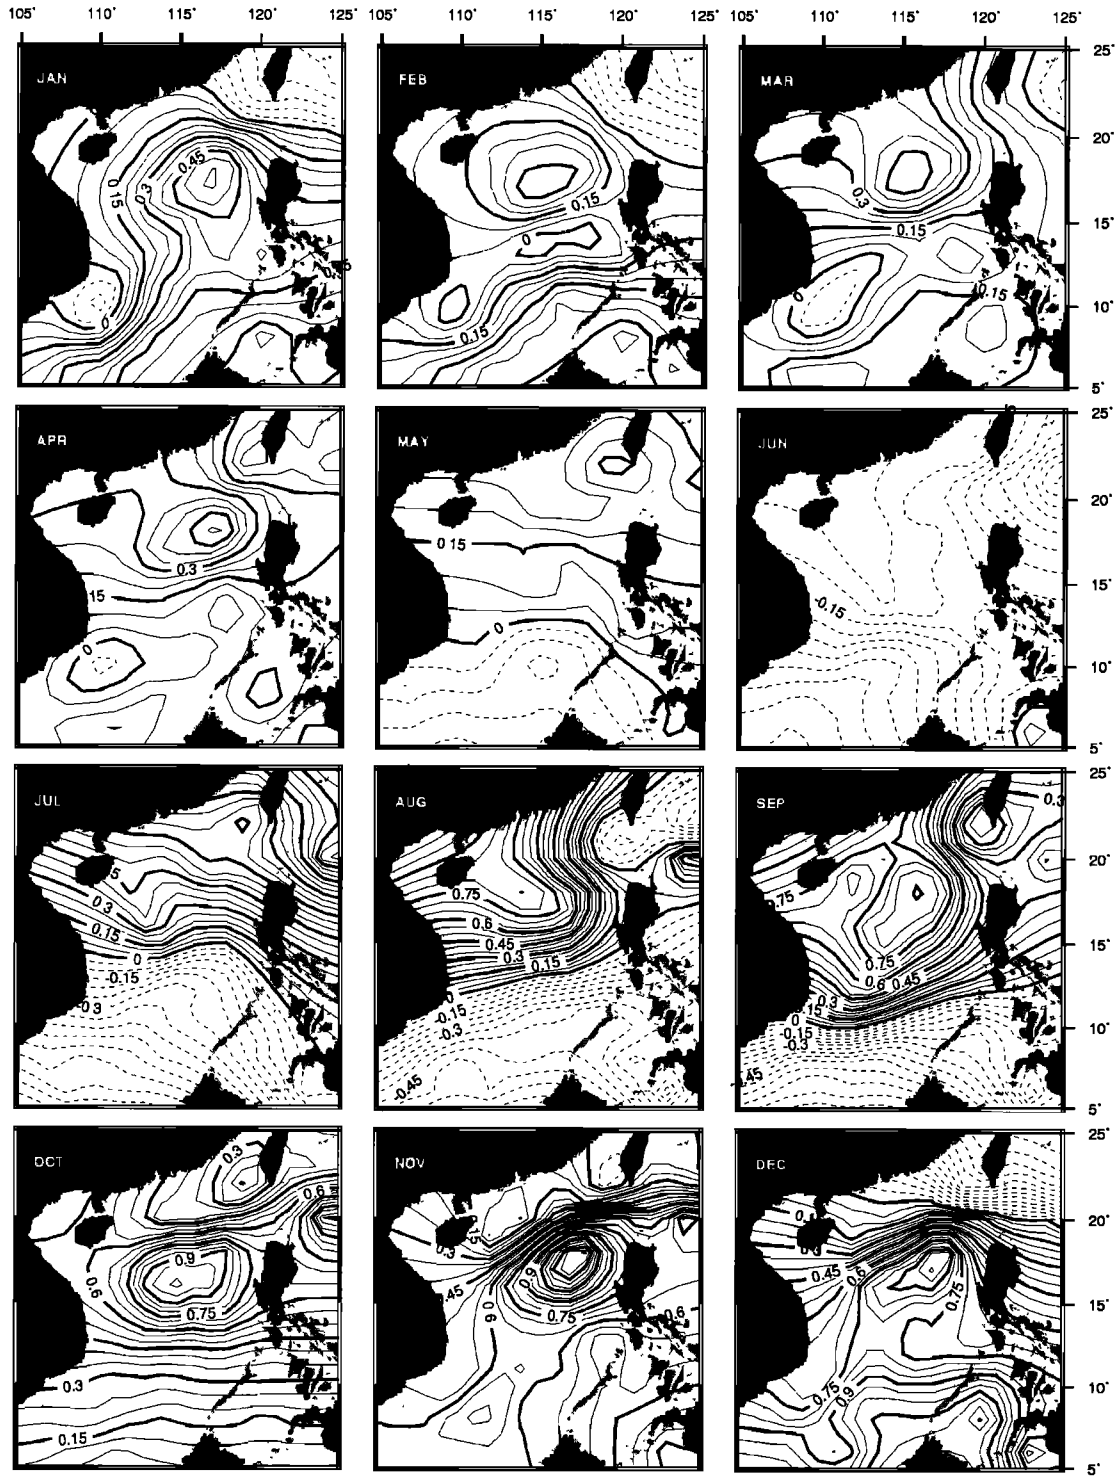 105° 110° 115° 120° 125° 105° 110° 115° 120° 125° 105° 110° 115° 120° 125°
JAN FEB MAR 25°
0.45 20°
0.15 0.3 0.15 0.3
0 0.15 15°
0 0.15 0 0.15 10°
5°
APR MAY JUN 25°
20°
0.3 0.15 15°
15 -0.15
0 0 10°
5°
JUL AUG SEP 25°
0.3
5 20°
0.3 0.75 0.75
0.15 0.6 15°
0 0.45 0.75
-0.15 0.3 0.6 0.45
-0.3 0.15 0.3
0 15 10°
-0.15 0
-0.3 -0.15
-0.3
-0.45 0.45
5°
OCT NOV DEC 25°
0.3
0.6 20°
0.9 0.3
0.6 0.9 0.45 0.6
0.75 .45 0.75 0.6 0.75 15°
0.6
0.3 0.75 10°
0.9
0.15
5°